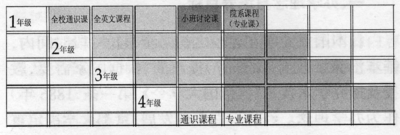 1年级 全校通识课 全英文课程 小班讨论课 院系课程
(专业课)
2年级
3年级
4年级
通识课程 专业课程